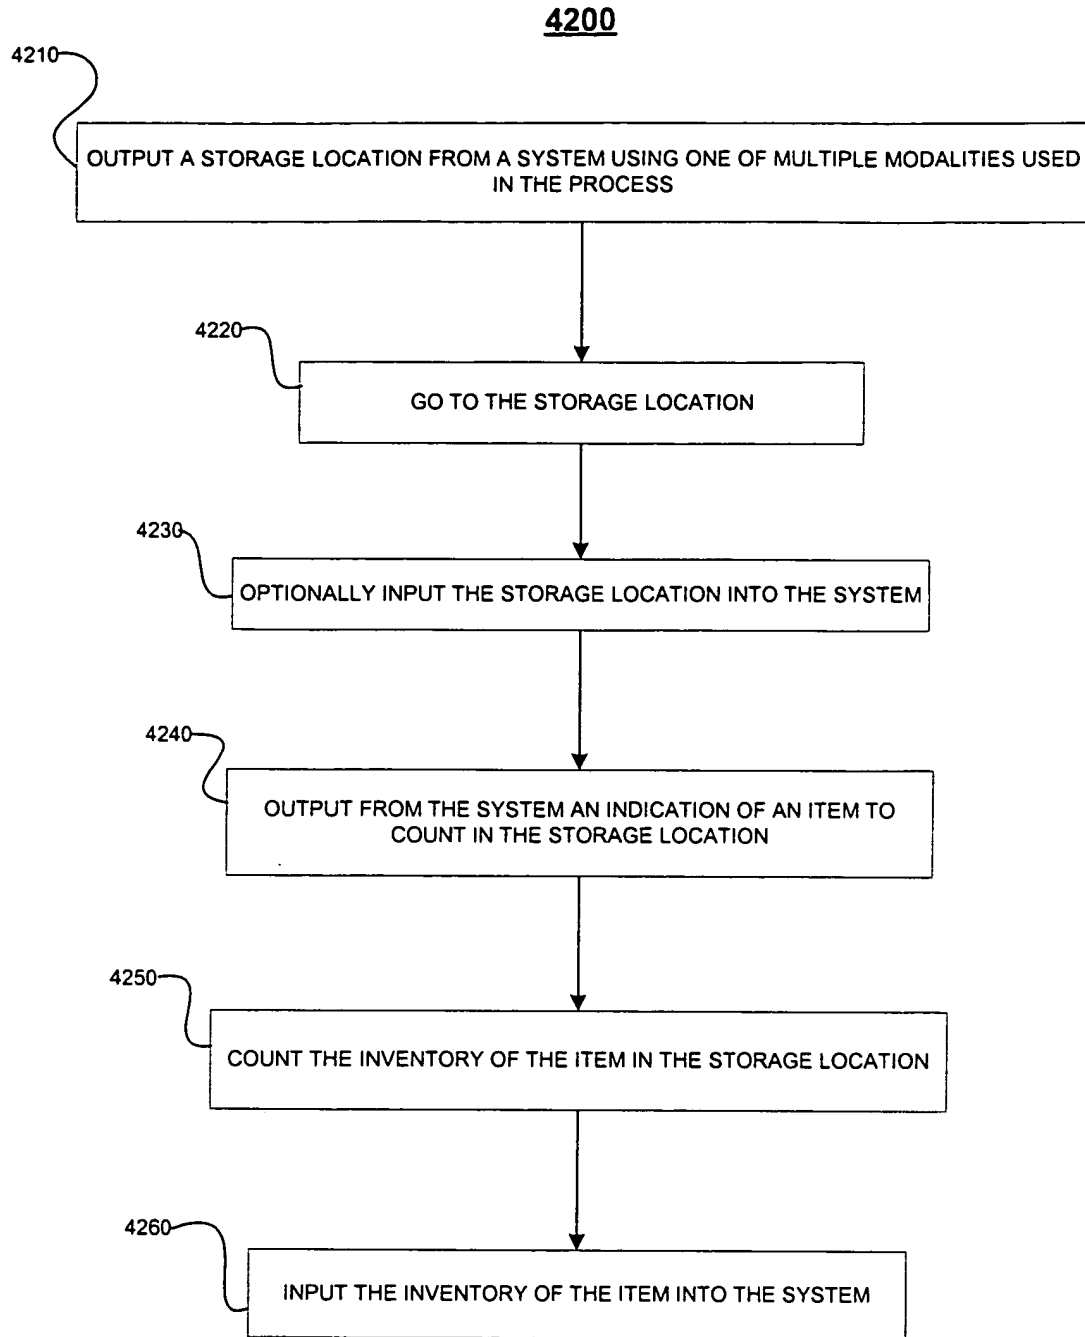 4200
4210
OUTPUT A STORAGE LOCATION FROM A SYSTEM USING ONE OF MULTIPLE MODALITIES USED
IN THE PROCESS
4220
GO TO THE STORAGE LOCATION
4230
OPTIONALLY INPUT THE STORAGE LOCATION INTO THE SYSTEM
4240
OUTPUT FROM THE SYSTEM AN INDICATION OF AN ITEM TO
COUNT IN THE STORAGE LOCATION
4250
COUNT THE INVENTORY OF THE ITEM IN THE STORAGE LOCATION
4260
INPUT THE INVENTORY OF THE ITEM INTO THE SYSTEM